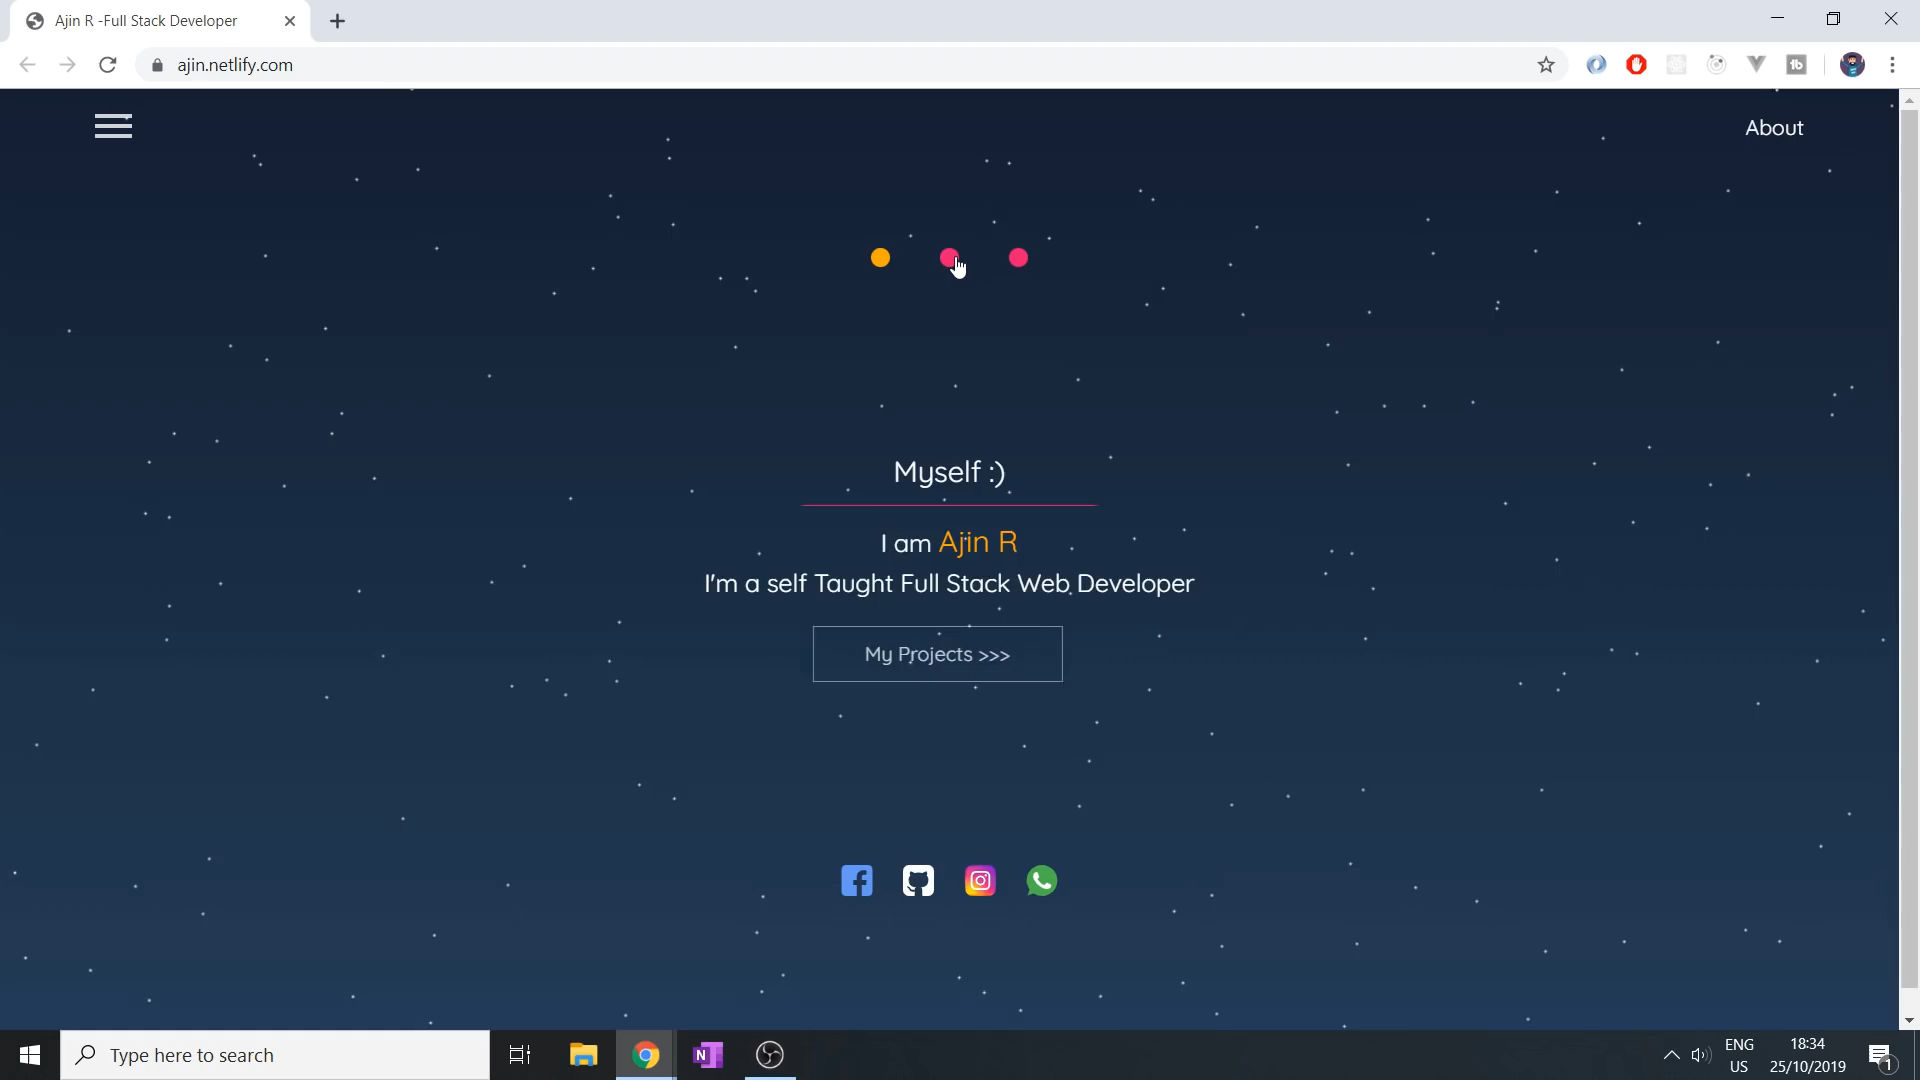 Ajin R -Full Stack Developer
ajin.netlify.com
About
Myself :)
I am Ajin R
I'm a self Taught Full Stack Web Developer
My Projects >>>
Type here to search
ENG
US
18:34
25/10/2019
1